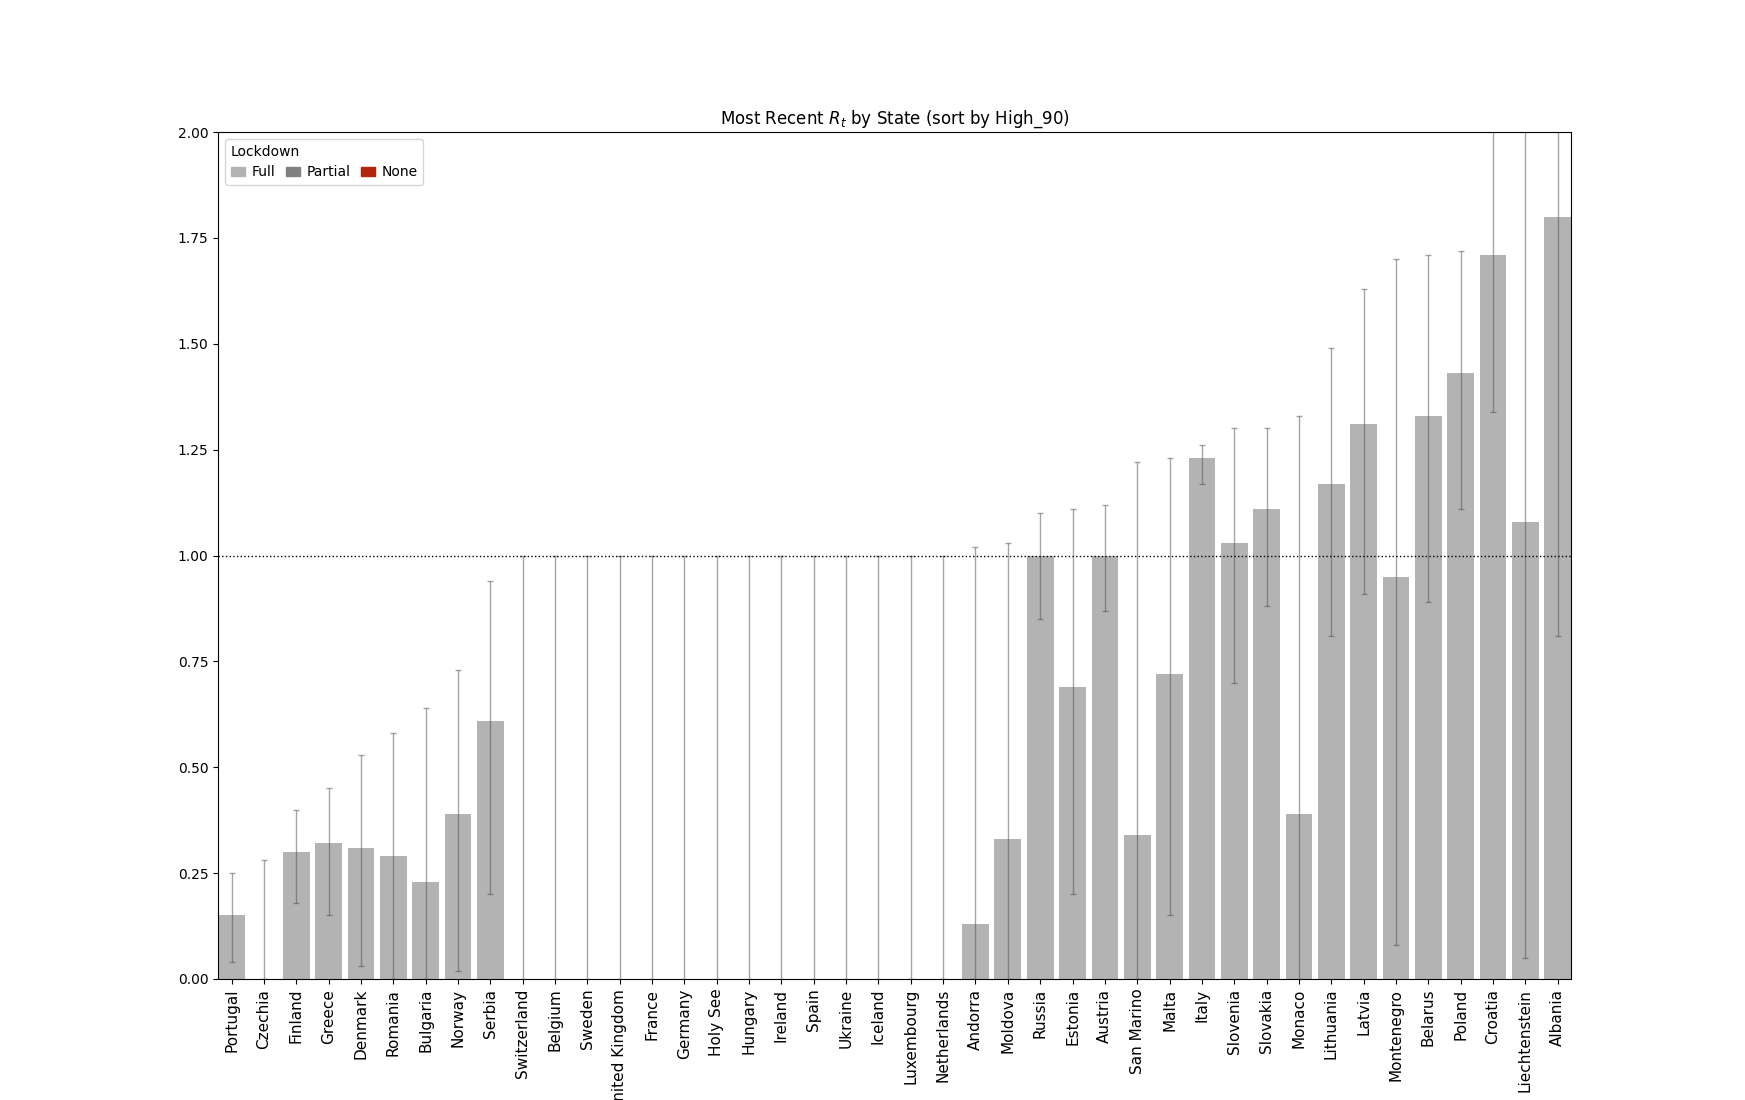 Most Recent R_t by State (sort by High_90)
Lockdown
Full Partial None
2.00
1.75
1.50
1.25
1.00
0.75
0.50
0.25
0.00
Portugal
Czechia
Finland
Greece
Denmark
Romania
Bulgaria
Norway
Serbia
Switzerland
Belgium
Sweden
nited Kingdom
France
Germany
Holy See
Hungary
Ireland
Spain
Ukraine
Iceland
Luxembourg
Netherlands
Andorra
Moldova
Russia
Estonia
Austria
San Marino
Malta
Italy
Slovenia
Slovakia
Monaco
Lithuania
Latvia
Montenegro
Belarus
Poland
Croatia
Liechtenstein
Albania